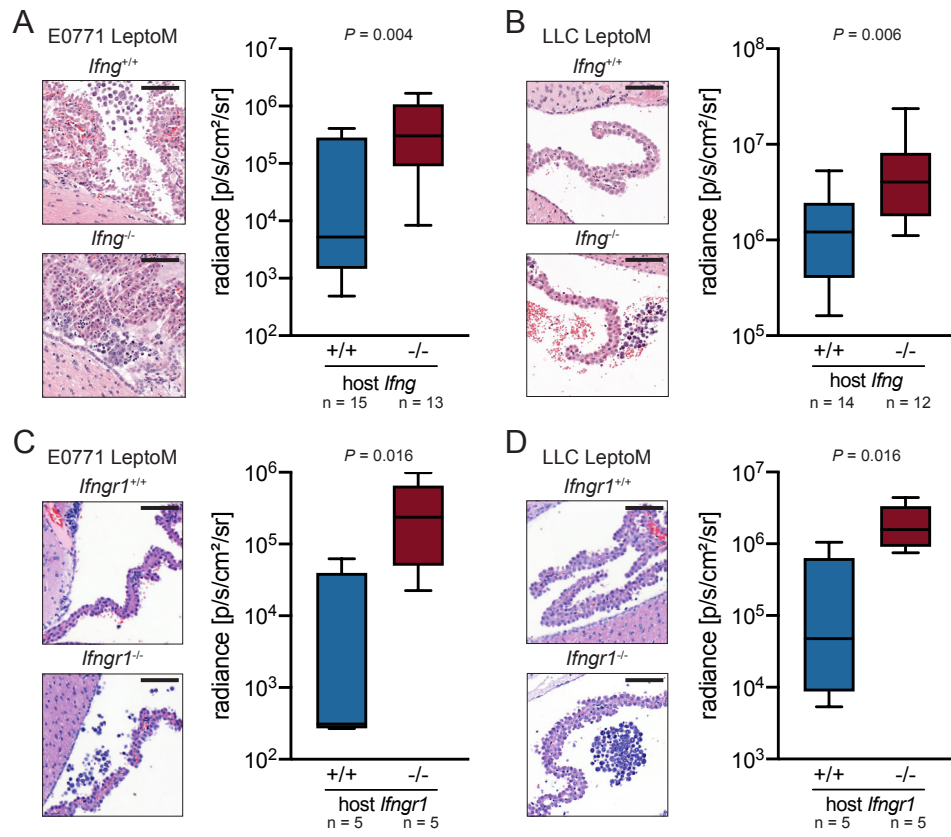 A
E0771 LeptoM
Ifng+/+
Ifng-/-
radiance [p/s/cm²/sr]
10⁷
10⁶
10⁵
10⁴
10³
10²
P = 0.004
+/+ -/-
host Ifng
n = 15 n = 13
B
LLC LeptoM
Ifng+/+
Ifng-/-
radiance [p/s/cm²/sr]
10⁸
10⁷
10⁶
10⁵
P = 0.006
+/+ -/-
host Ifng
n = 14 n = 12
C
E0771 LeptoM
Ifngr1+/+
Ifngr1-/-
radiance [p/s/cm²/sr]
10⁶
10⁵
10⁴
10³
10²
P = 0.016
+/+ -/-
host Ifngr1
n = 5 n = 5
D
LLC LeptoM
Ifngr1+/+
Ifngr1-/-
radiance [p/s/cm²/sr]
10⁷
10⁶
10⁵
10⁴
10³
P = 0.016
+/+ -/-
host Ifngr1
n = 5 n = 5